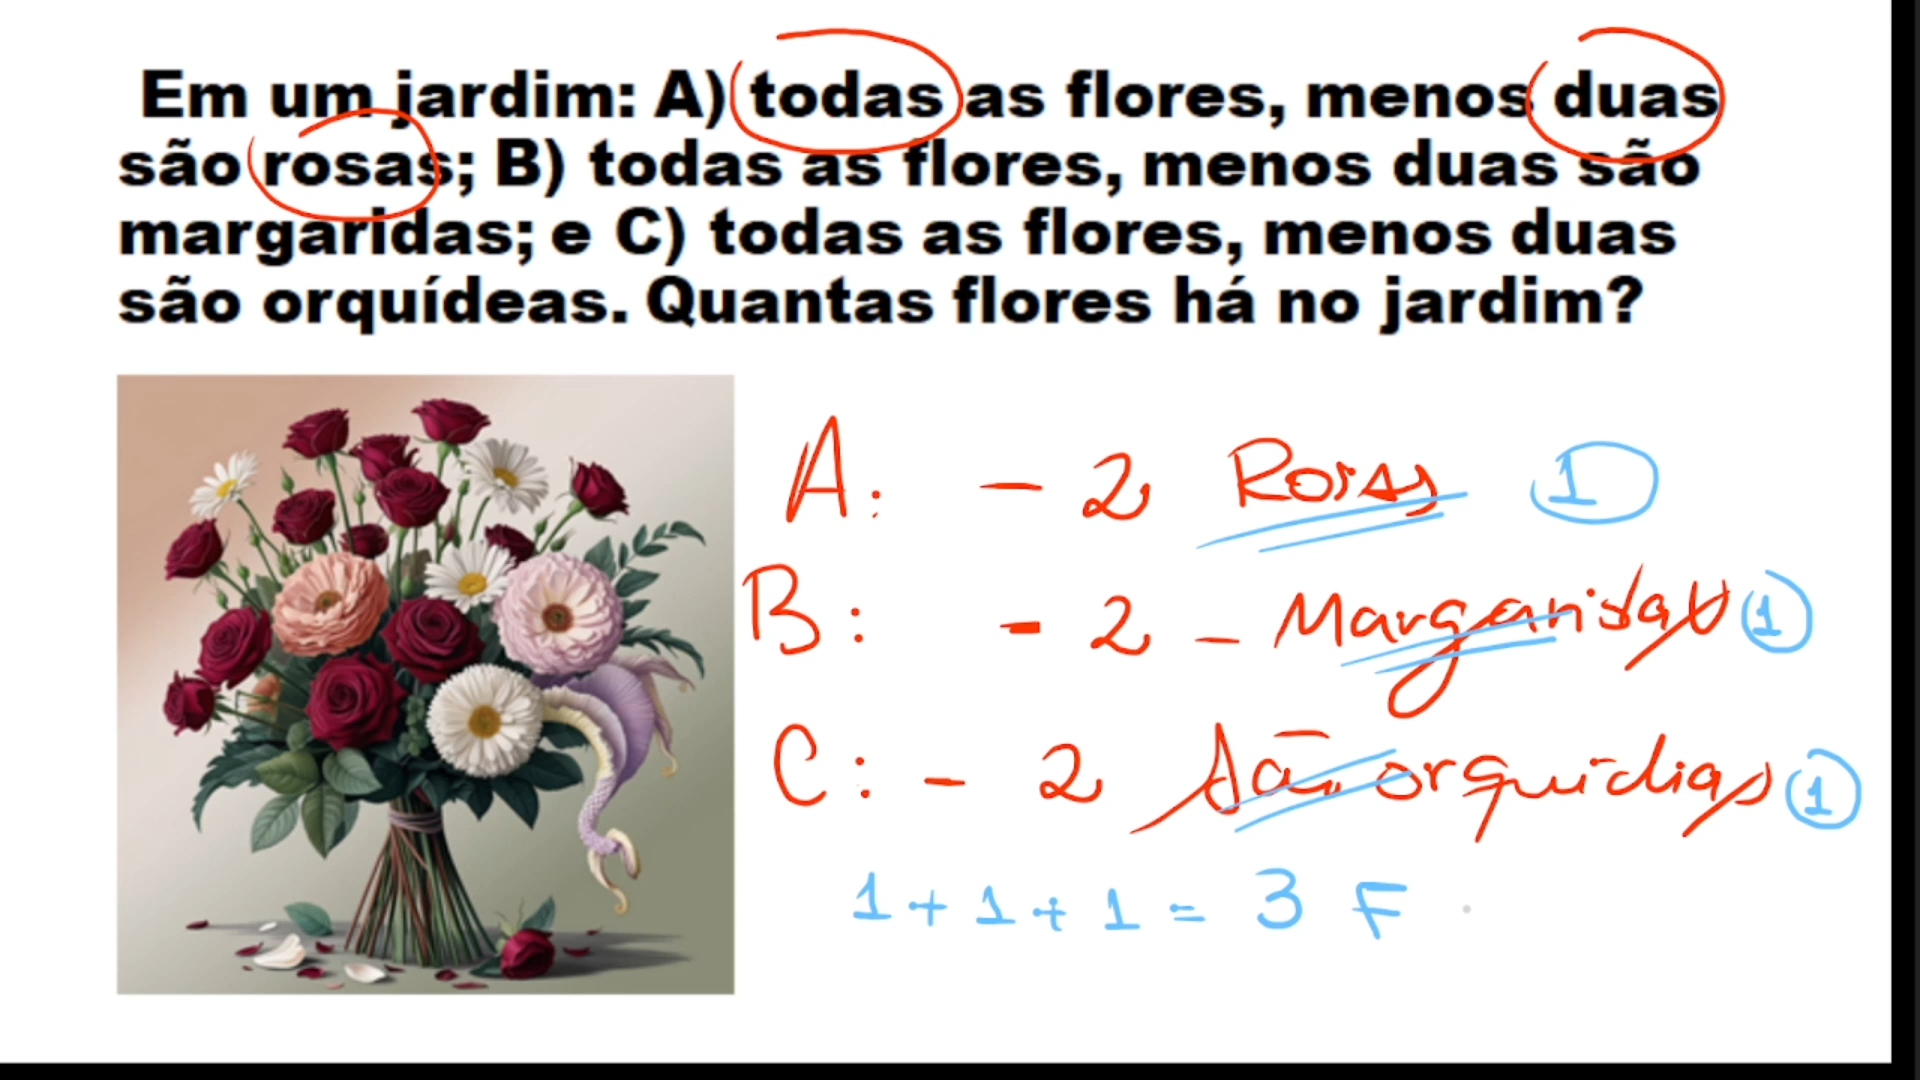 Em um jardim: A) todas as flores, menos duas
são rosas; B) todas as flores, menos duas são
margaridas; e C) todas as flores, menos duas
são orquídeas. Quantas flores há no jardim?
A: - 2 Rosas 1
B: - 2 - Margaridas 1
C: - 2 São orquídias 1
1 + 1 + 1 = 3 F